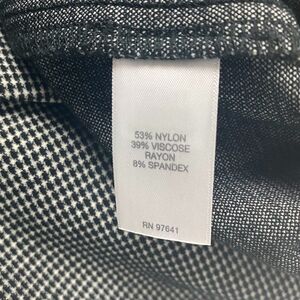 53% NYLON
39% VISCOSE
RAYON
8% SPANDEX
RN 97641